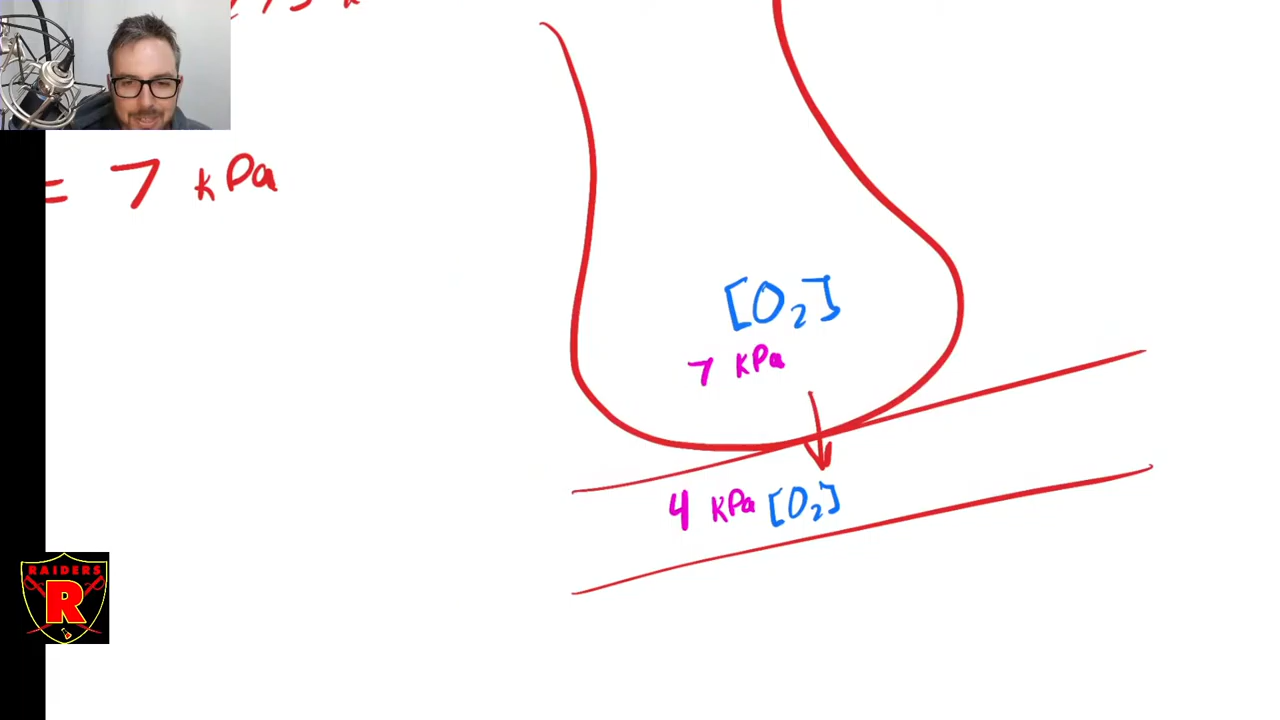 = 7 kPa
[O₂]
7 kPa
4 kPa [O₂]
RAIDERS
R